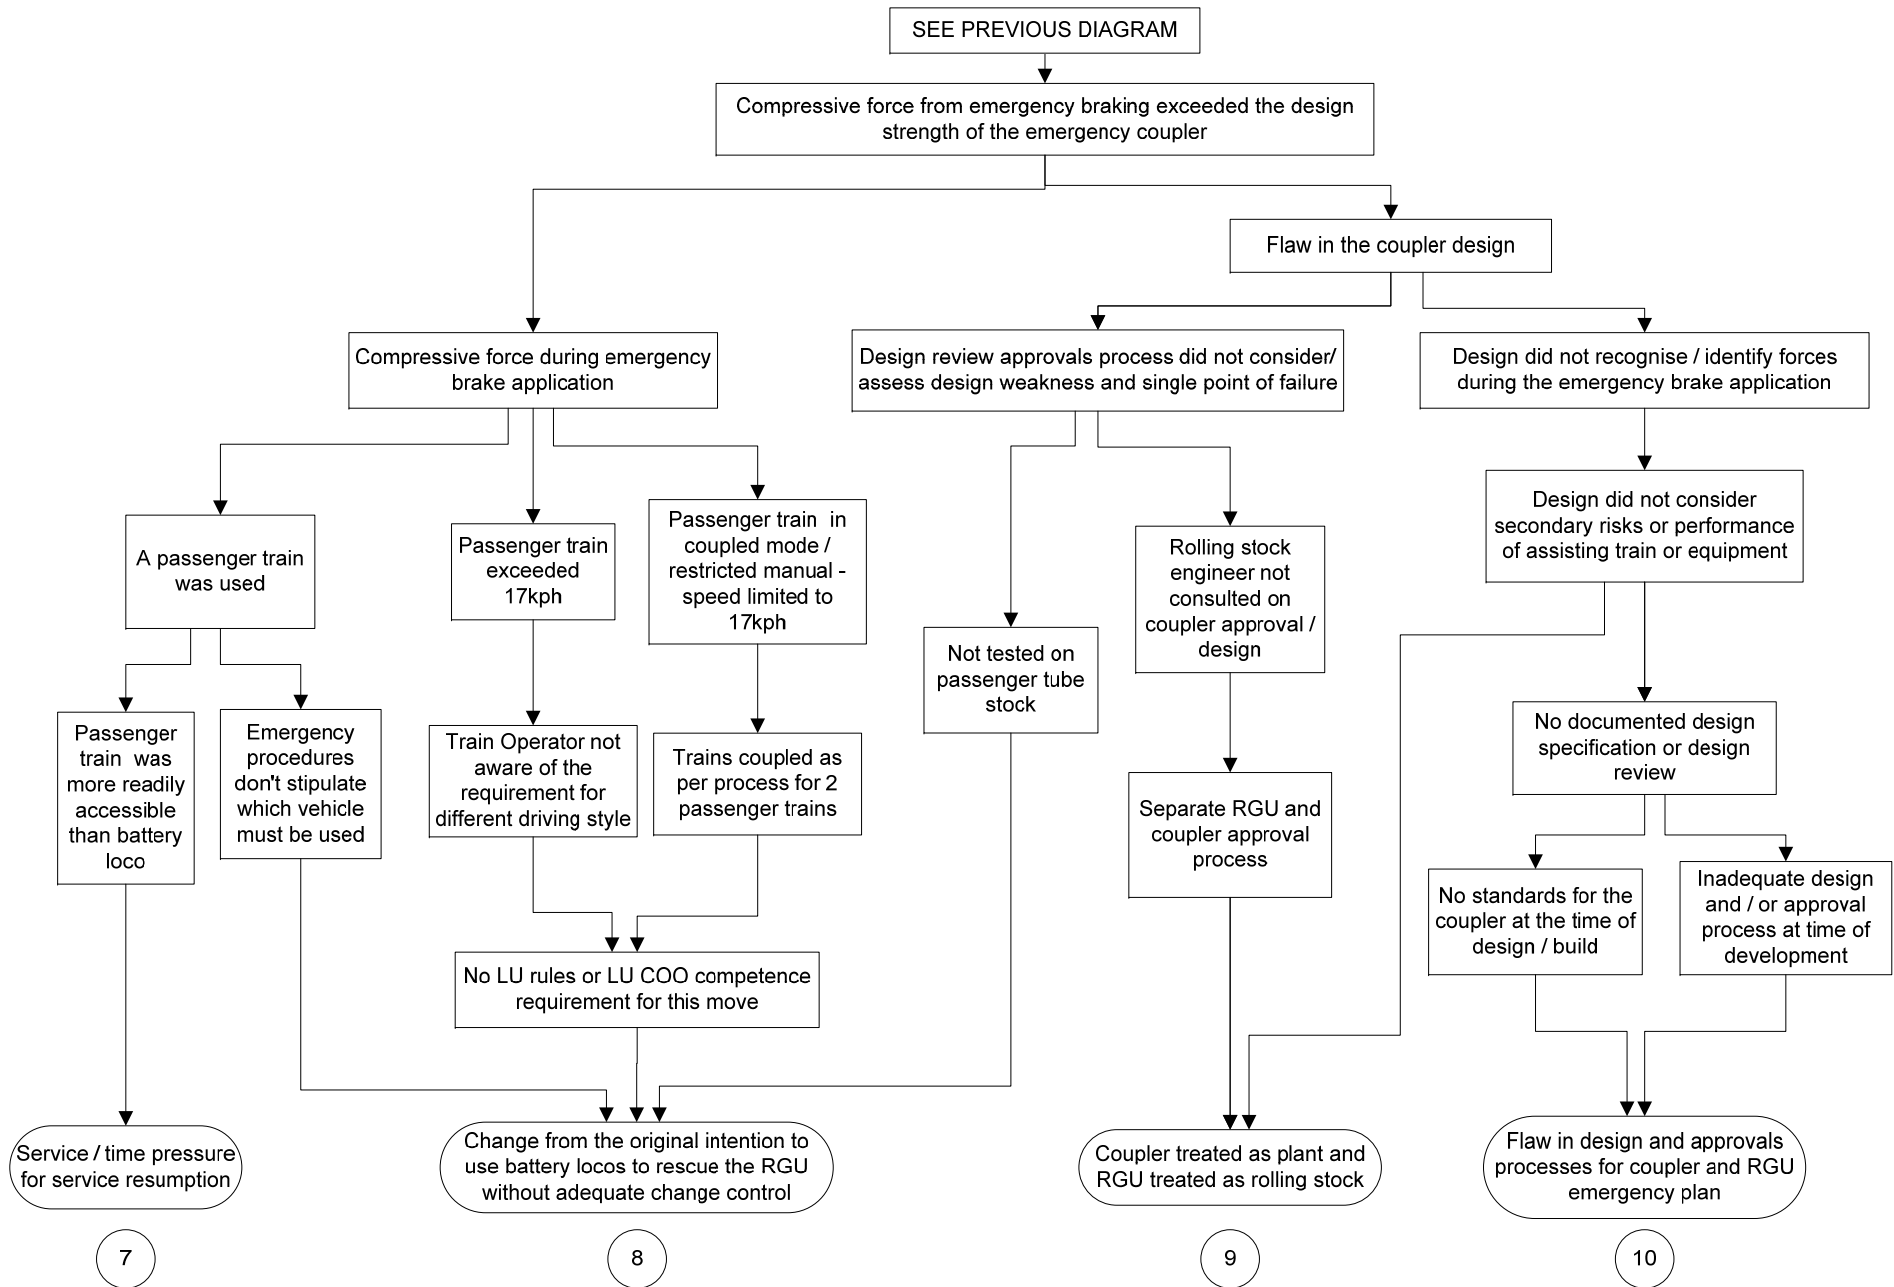 SEE PREVIOUS DIAGRAM
Compressive force from emergency braking exceeded the design
strength of the emergency coupler
Flaw in the coupler design
Compressive force during emergency
brake application
Design review approvals process did not consider/
assess design weakness and single point of failure
Design did not recognise / identify forces
during the emergency brake application
A passenger train
was used
Passenger train
exceeded
17kph
Passenger train in
coupled mode /
restricted manual -
speed limited to
17kph
Not tested on
passenger tube
stock
Rolling stock
engineer not
consulted on
coupler approval /
design
Design did not consider
secondary risks or performance
of assisting train or equipment
Passenger
train was
more readily
accessible
than battery
loco
Emergency
procedures
don't stipulate
which vehicle
must be used
Train Operator not
aware of the
requirement for
different driving style
Trains coupled as
per process for 2
passenger trains
Separate RGU and
coupler approval
process
No documented design
specification or design
review
No standards for the
coupler at the time of
design / build
Inadequate design
and / or approval
process at time of
development
No LU rules or LU COO competence
requirement for this move
Service / time pressure
for service resumption
Change from the original intention to
use battery locos to rescue the RGU
without adequate change control
Coupler treated as plant and
RGU treated as rolling stock
Flaw in design and approvals
processes for coupler and RGU
emergency plan
7
8
9
10